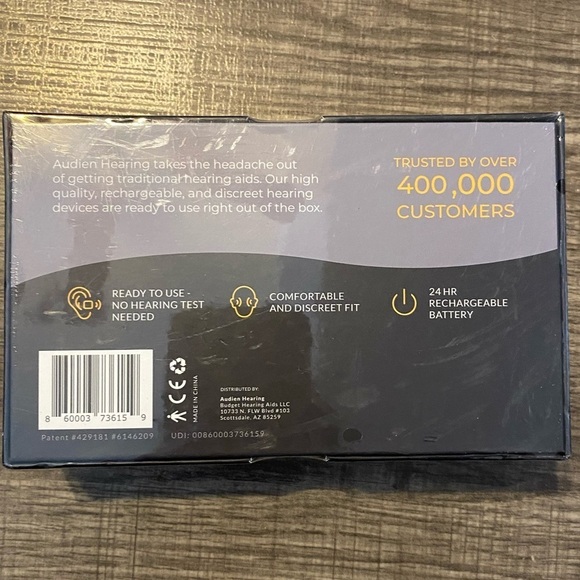 Audien Hearing takes the headache out
of getting traditional hearing aids. Our high
quality, rechargeable, and discreet hearing
devices are ready to use right out of the box.
TRUSTED BY OVER
400,000
CUSTOMERS
READY TO USE -
NO HEARING TEST
NEEDED
COMFORTABLE
AND DISCREET FIT
24 HR
RECHARGEABLE
BATTERY
8 60003 73615 9
CE
MADE IN CHINA
DISTRIBUTED BY:
Audien Hearing
Budget Hearing Aids LLC
10733 N. FLW Blvd #103
Scottsdale, AZ 85259
Patent #429181 #6146209
UDI: 00860003736159